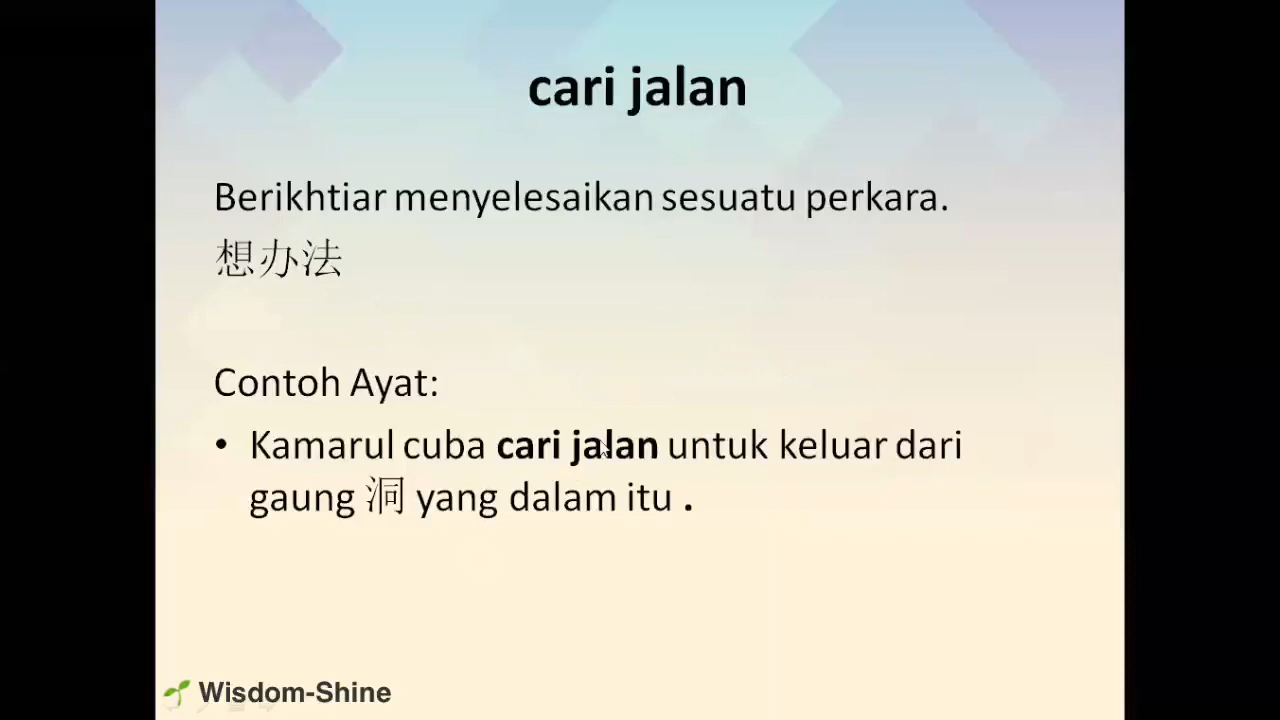 cari jalan
Berikhtiar menyelesaikan sesuatu perkara.
想办法
Contoh Ayat:
• Kamarul cuba cari jalan untuk keluar dari
gaung 洞 yang dalam itu .
Wisdom-Shine